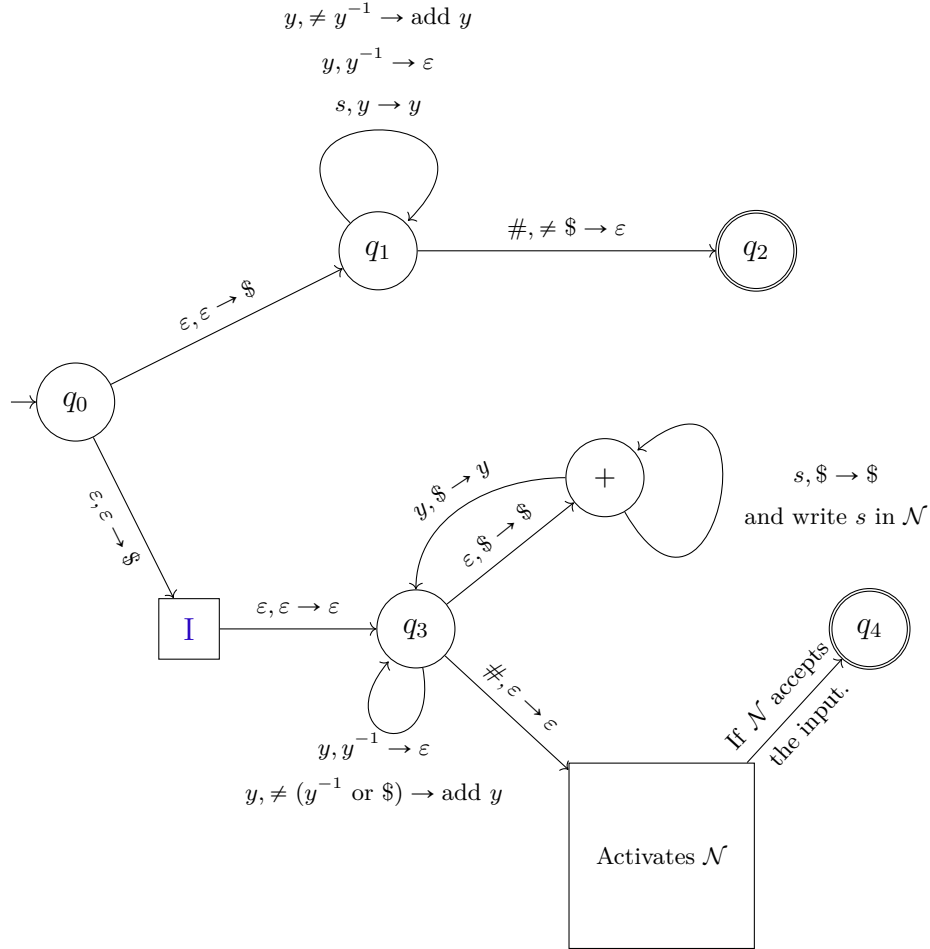 y, ≠ y⁻¹ → add y
y, y⁻¹ → ε
s, y → y
q₁
#, ≠ $ → ε
q₂
ε, ε → $
q₀
ε, ε → $
+
s, $ → $
and write s in 𝒩
y, $ → y
ε, $ → $
I
ε, ε → ε
q₃
q₄
#, ε → ε
y, y⁻¹ → ε
y, ≠ (y⁻¹ or $) → add y
If 𝒩 accepts
the input.
Activates 𝒩